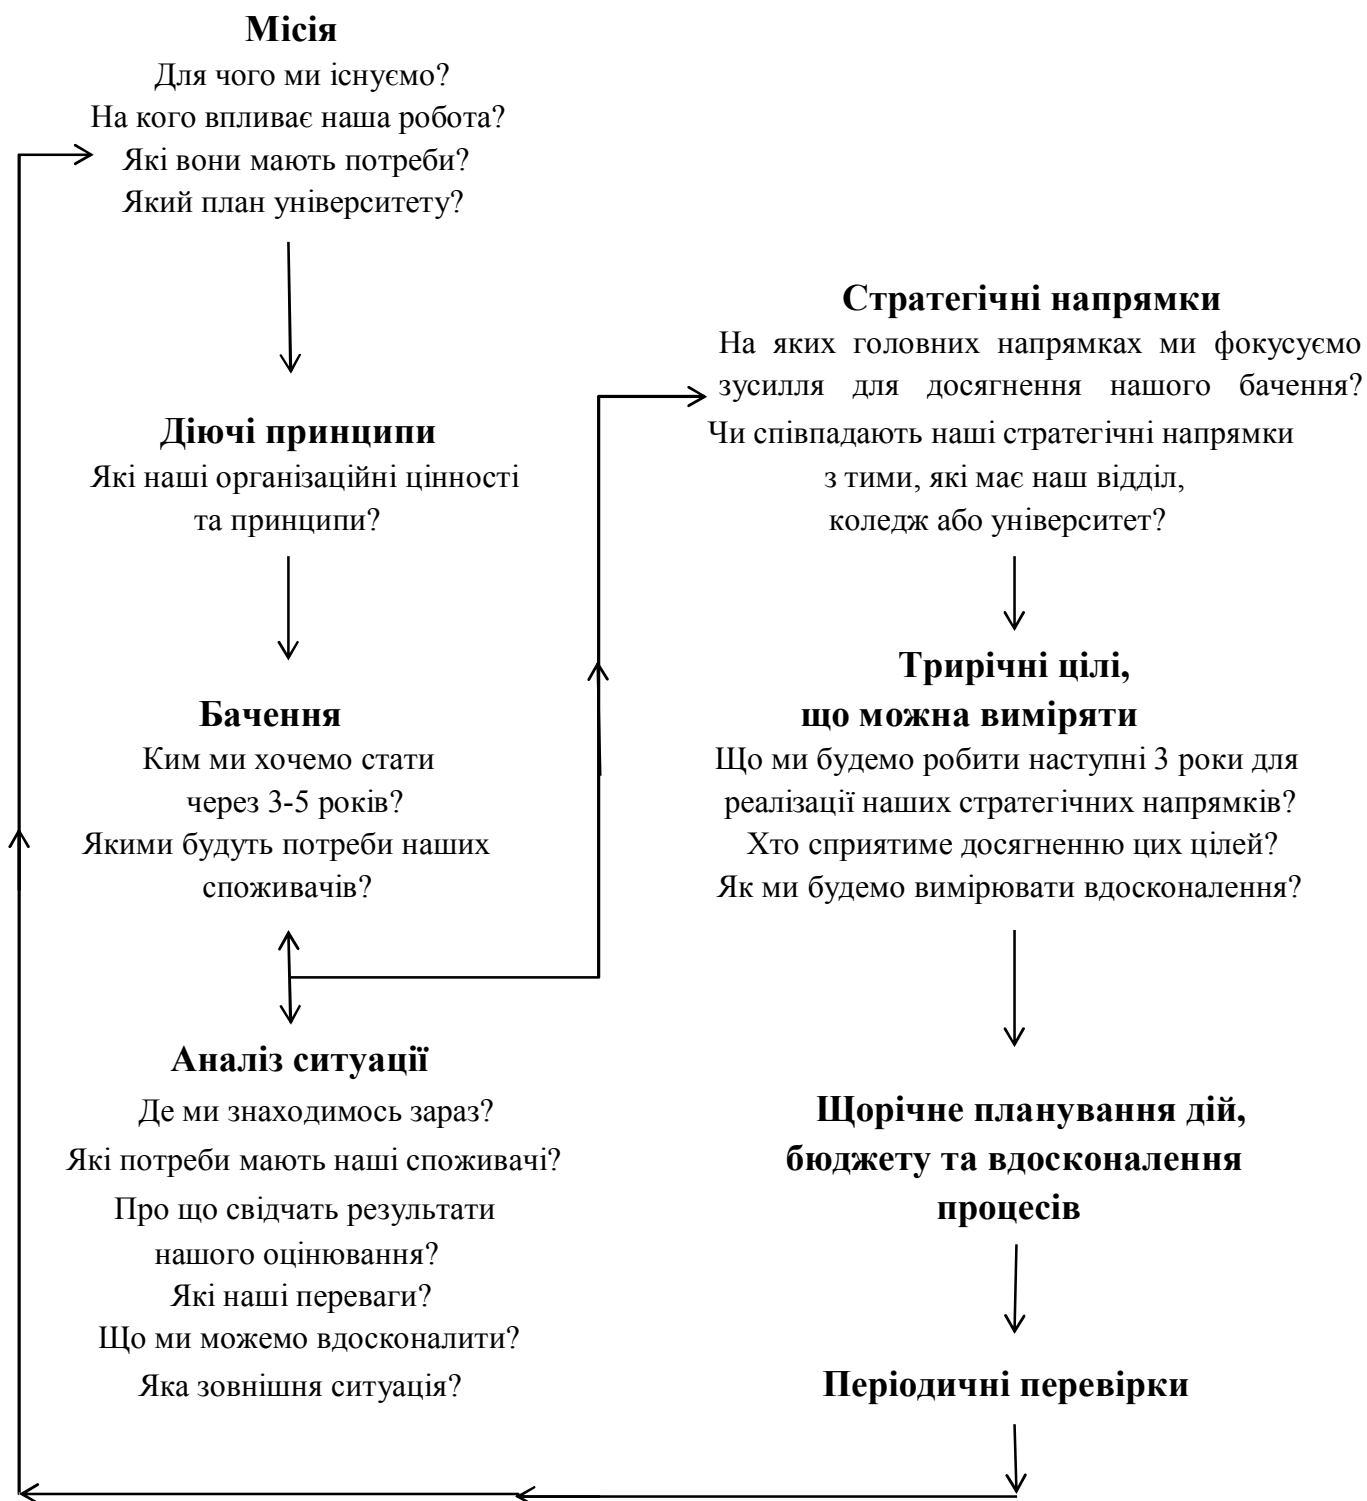 Місія
Для чого ми існуємо?
На кого впливає наша робота?
Які вони мають потреби?
Який план університету?
Діючі принципи
Які наші організаційні цінності
та принципи?
Бачення
Ким ми хочемо стати
через 3-5 років?
Якими будуть потреби наших
споживачів?
Аналіз ситуації
Де ми знаходимось зараз?
Які потреби мають наші споживачі?
Про що свідчать результати
нашого оцінювання?
Які наші переваги?
Що ми можемо вдосконалити?
Яка зовнішня ситуація?
Стратегічні напрямки
На яких головних напрямках ми фокусуємо
зусилля для досягнення нашого бачення?
Чи співпадають наші стратегічні напрямки
з тими, які має наш відділ,
коледж або університет?
Трирічні цілі,
що можна виміряти
Що ми будемо робити наступні 3 роки для
реалізації наших стратегічних напрямків?
Хто сприятиме досягненню цих цілей?
Як ми будемо вимірювати вдосконалення?
Щорічне планування дій,
бюджету та вдосконалення
процесів
Періодичні перевірки